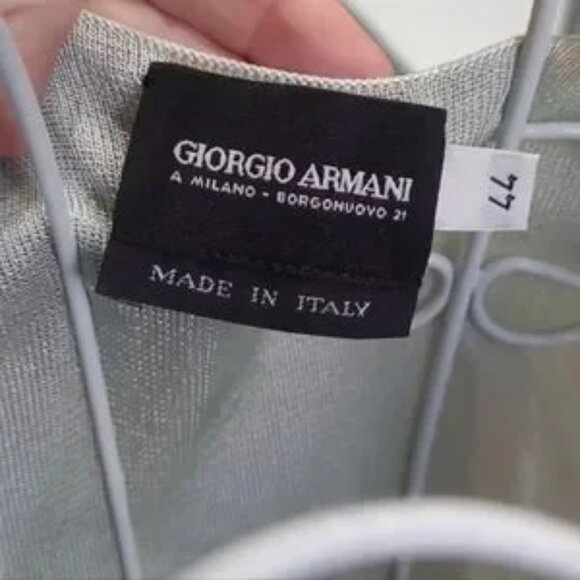 GIORGIO ARMANI
A MILANO - BORGONUOVO 21
MADE IN ITALY
44